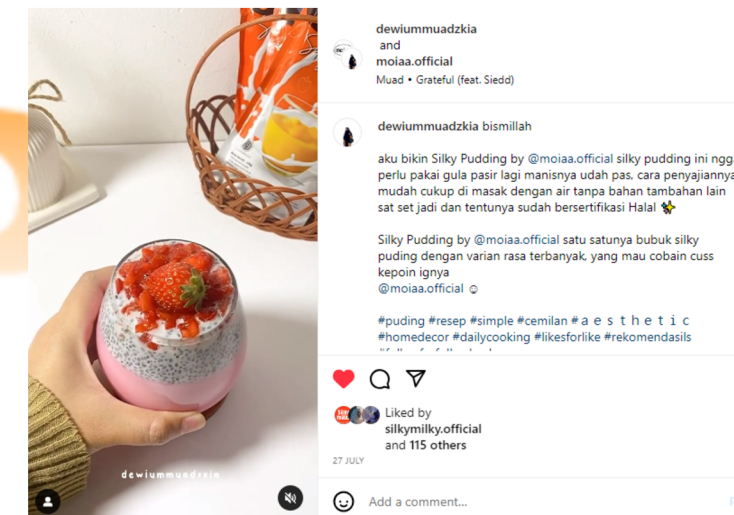 dewiummuadzkia
and
moiaa.official
Muad • Grateful (feat. Siedd)
dewiummuadzkia bismillah
aku bikin Silky Pudding by @moiaa.official silky pudding ini ngg
perlu pakai gula pasir lagi manisnya udah pas, cara penyajiannya
mudah cukup di masak dengan air tanpa bahan tambahan lain
sat set jadi dan tentunya sudah bersertifikasi Halal ✨
Silky Pudding by @moiaa.official satu satunya bubuk silky
puding dengan varian rasa terbanyak, yang mau cobain cuss
kepoin ignya
@moiaa.official ☺
#puding #resep #simple #cemilan #a e s t h e t i c
#homedecor #dailycooking #likesforlike #rekomendasils
Liked by
silkymilky.official
and 115 others
27 JULY
dewiummuadzkia
Add a comment...